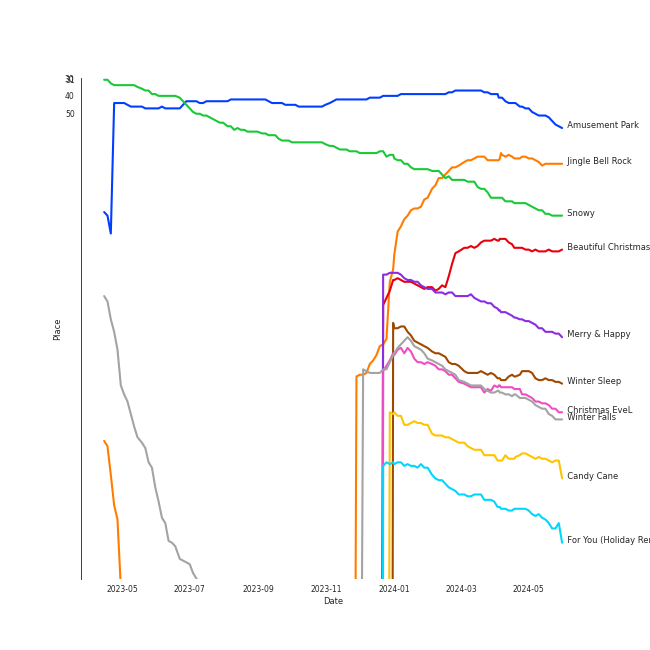 40
50
Amusement Park
Jingle Bell Rock
Snowy
Beautiful Christmas
Merry & Happy
Winter Sleep
Christmas EveL
Winter Falls
Candy Cane
For You (Holiday Re
Place
2023-05 2023-07 2023-09 2023-11 2024-01 2024-03 2024-05
Date